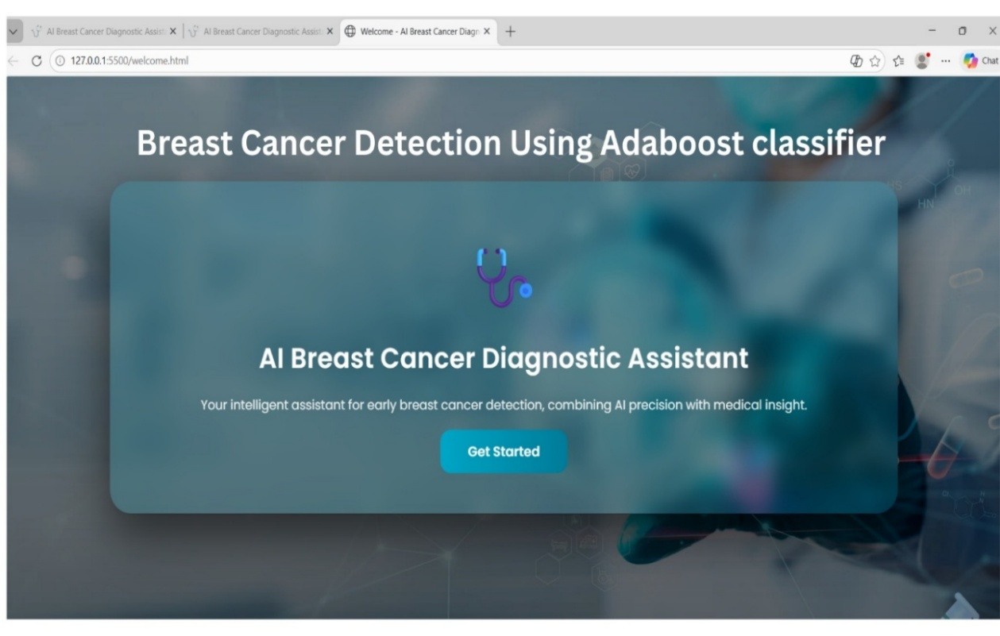 AI Breast Cancer Diagnostic Assist
AI Breast Cancer Diagnostic Assist
Welcome - AI Breast Cancer Diagn
127.0.0.1:5500/welcome.html
Chat
Breast Cancer Detection Using Adaboost classifier
HN
OH
AI Breast Cancer Diagnostic Assistant
Your intelligent assistant for early breast cancer detection, combining AI precision with medical insight.
Get Started